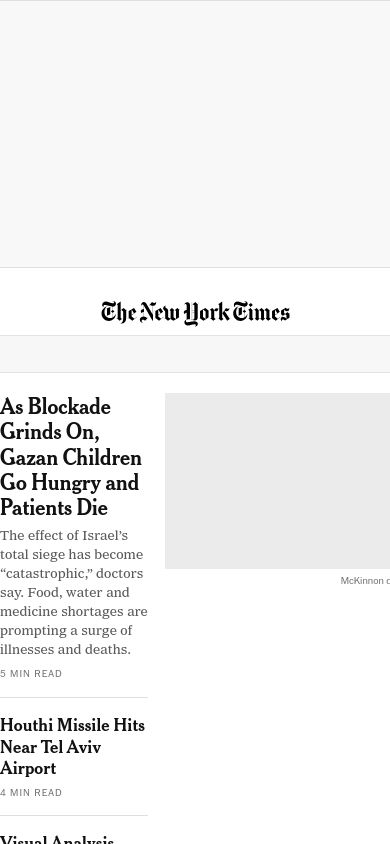 The New York Times
As Blockade
Grinds On,
Gazan Children
Go Hungry and
Patients Die
The effect of Israel’s
total siege has become
“catastrophic,” doctors
say. Food, water and
medicine shortages are
prompting a surge of
illnesses and deaths.
5 MIN READ
McKinnon
Houthi Missile Hits
Near Tel Aviv
Airport
4 MIN READ
Visual Analysis